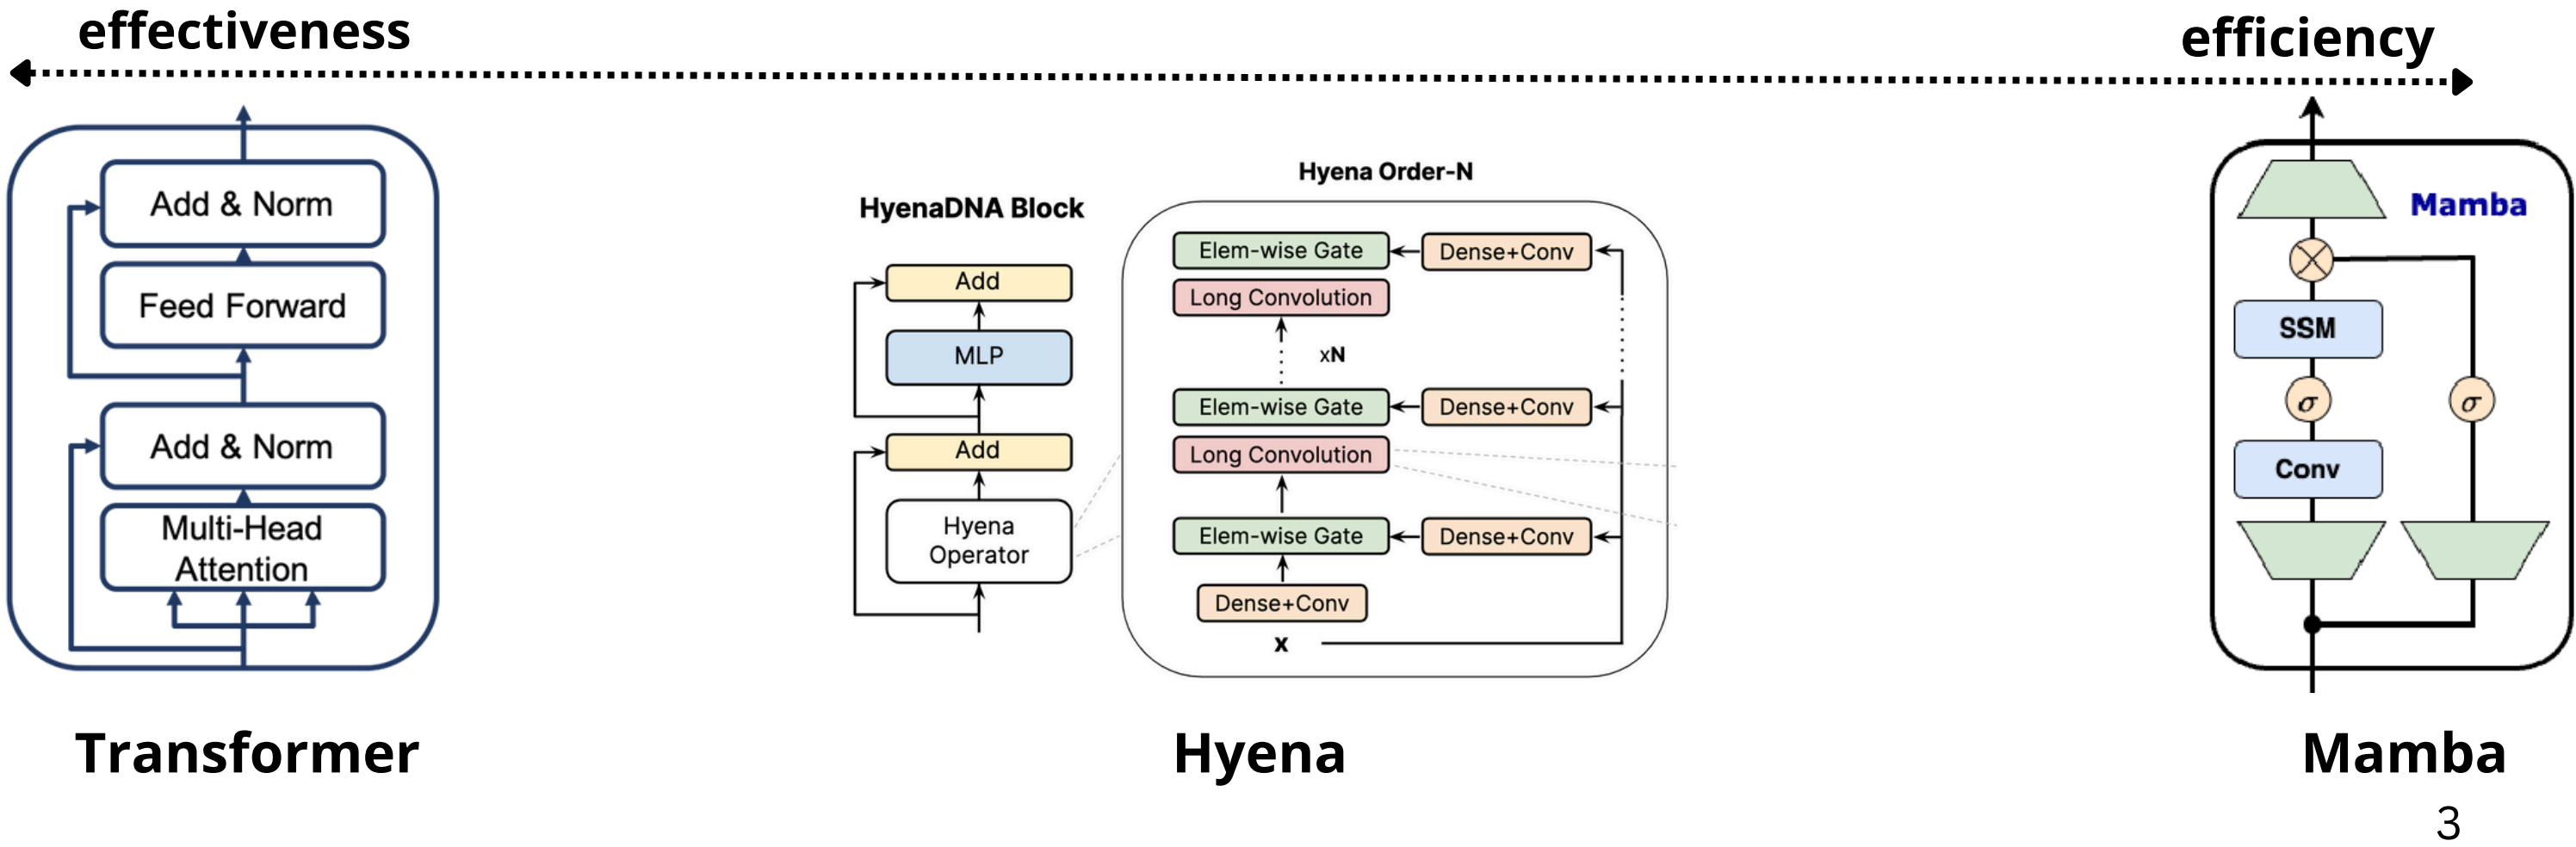 effectiveness
efficiency
Add & Norm
Feed Forward
Add & Norm
Multi-Head
Attention
Transformer
HyenaDNA Block
Add
MLP
Add
Hyena
Operator
Hyena Order-N
Elem-wise Gate
Dense+Conv
Long Convolution
xN
Elem-wise Gate
Dense+Conv
Long Convolution
Elem-wise Gate
Dense+Conv
Dense+Conv
x
Hyena
Mamba
SSM
σ
σ
Conv
Mamba
3